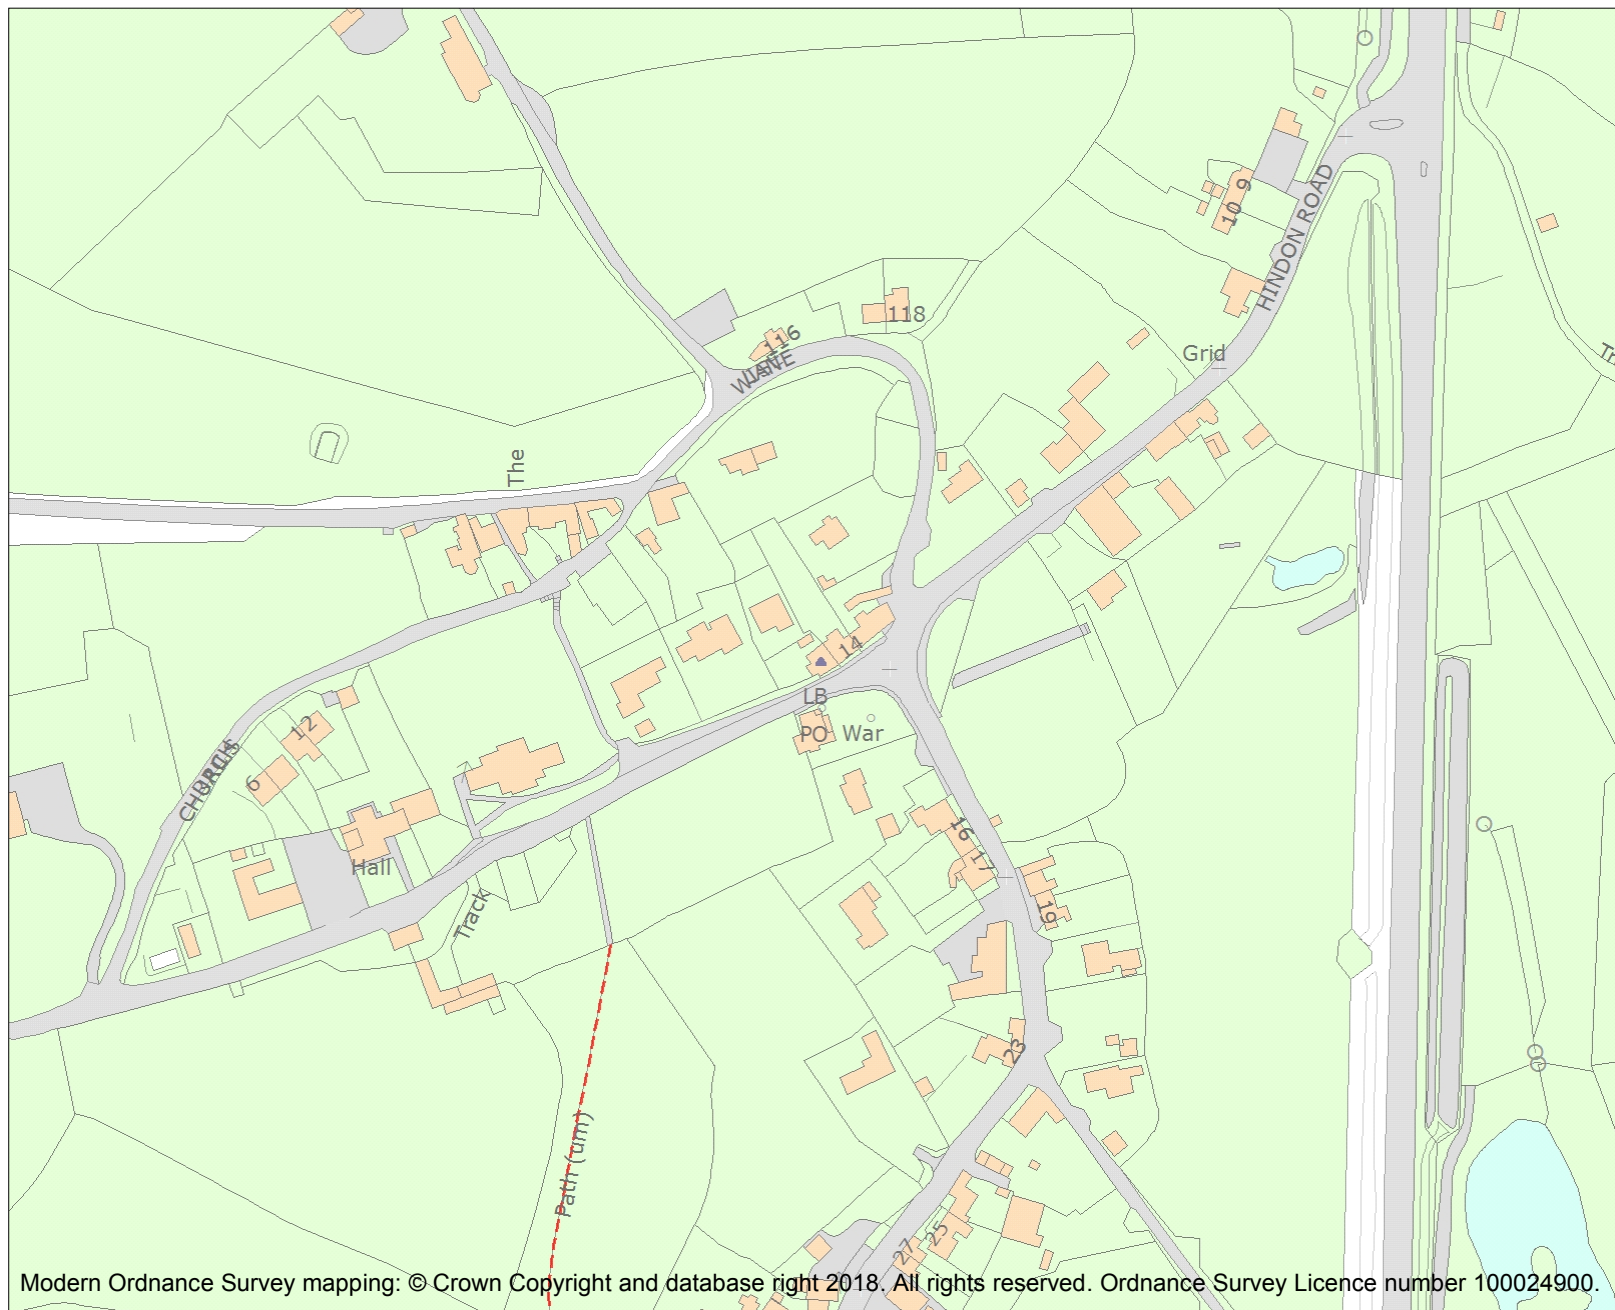 9
10
HINDON ROAD
118
116
LANE
Grid
The
14
LB
PO
War
12
6
CHURCH
16
17
Hall
Track
19
23
Path (um)
25
27
Modern Ordnance Survey mapping: © Crown Copyright and database right 2018. All rights reserved. Ordnance Survey Licence number 100024900.